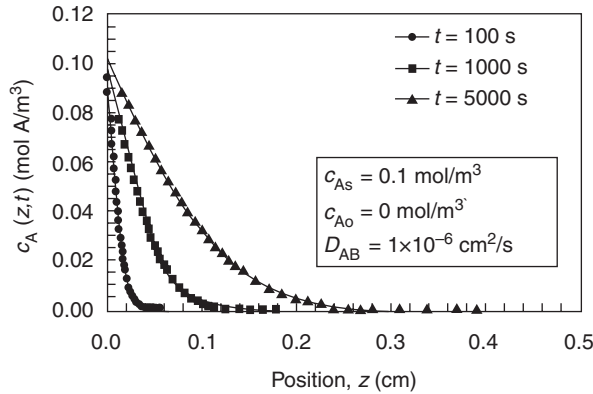 0.12
0.10
0.08
0.06
0.04
0.02
0.00
c_A (z,t) (mol A/m³)
t = 100 s
t = 1000 s
t = 5000 s
c_As = 0.1 mol/m³
c_Ao = 0 mol/m³`
D_AB = 1×10⁻⁶ cm²/s
0.0 0.1 0.2 0.3 0.4 0.5
Position, z (cm)